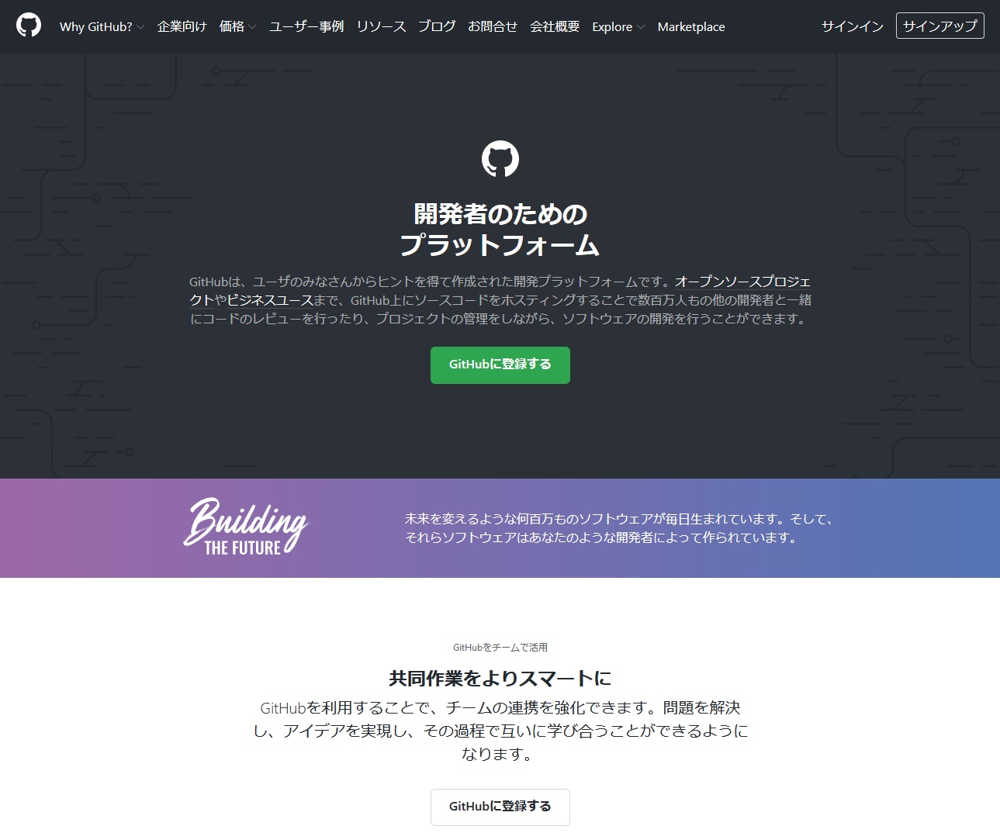 Why GitHub? 企業向け 価格 ユーザー事例 リソース ブログ お問合せ 会社概要 Explore Marketplace サインイン サインアップ
開発者のための
プラットフォーム
GitHubは、ユーザのみなさんからヒントを得て作成された開発プラットフォームです。オープンソースプロジェ
クトやビジネスユースまで、GitHub上にソースコードをホスティングすることで数百万人もの他の開発者と一緒
にコードのレビューを行ったり、プロジェクトの管理をしながら、ソフトウェアの開発を行うことができます。
GitHubに登録する
Building
THE FUTURE
未来を変えるような何百万ものソフトウェアが毎日生まれています。そして、
それらソフトウェアはあなたのような開発者によって作られています。
GitHubをチームで活用
共同作業をよりスマートに
GitHubを利用することで、チームの連携を強化できます。問題を解決
し、アイデアを実現し、その過程で互いに学び合うことができるように
なります。
GitHubに登録する